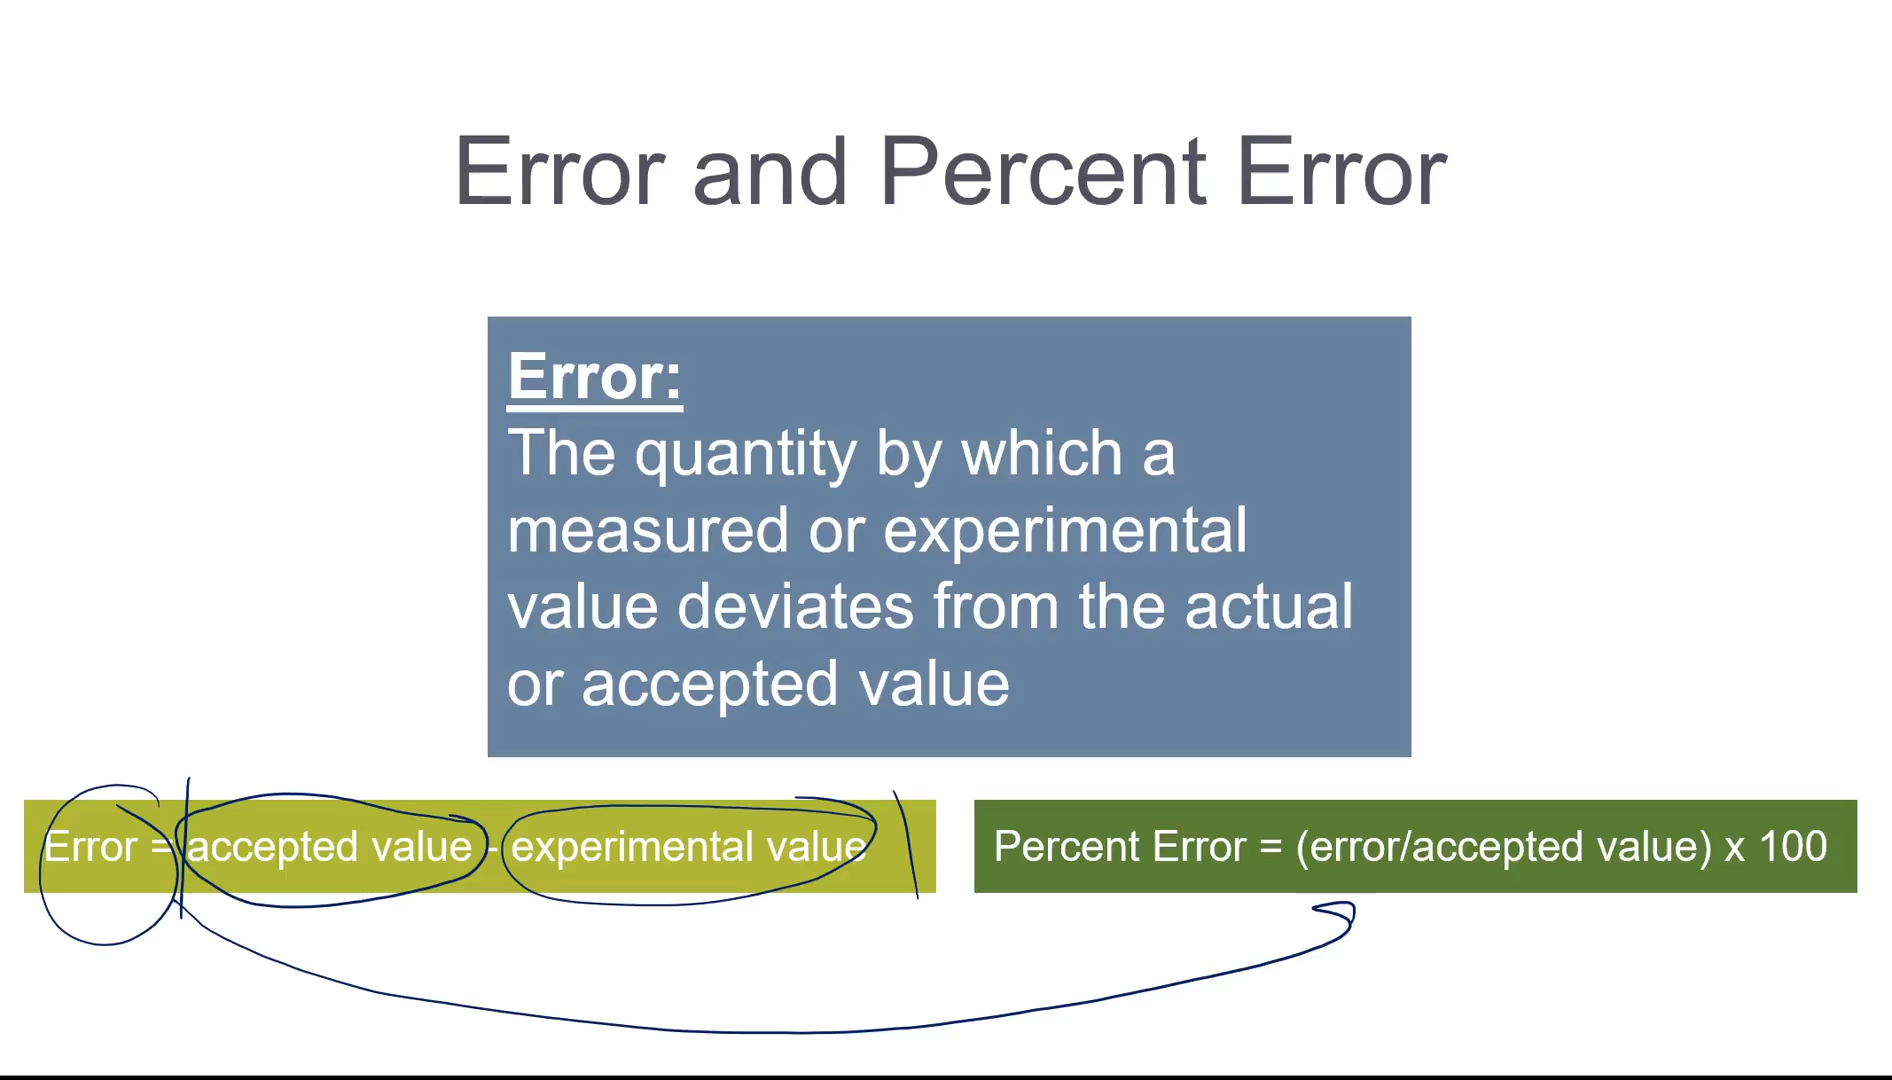 Error and Percent Error
Error:
The quantity by which a
measured or experimental
value deviates from the actual
or accepted value
Error = accepted value - experimental value
Percent Error = (error/accepted value) x 100